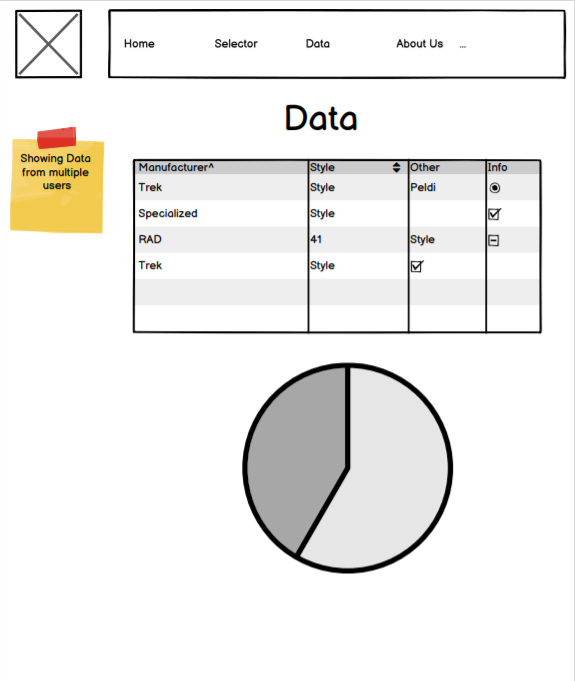 Home Selector Data About Us ...
Data
Showing Data
from multiple
users
Manufacturer^ Style Other Info
Trek Style Peldi
Specialized Style
RAD 41 Style
Trek Style